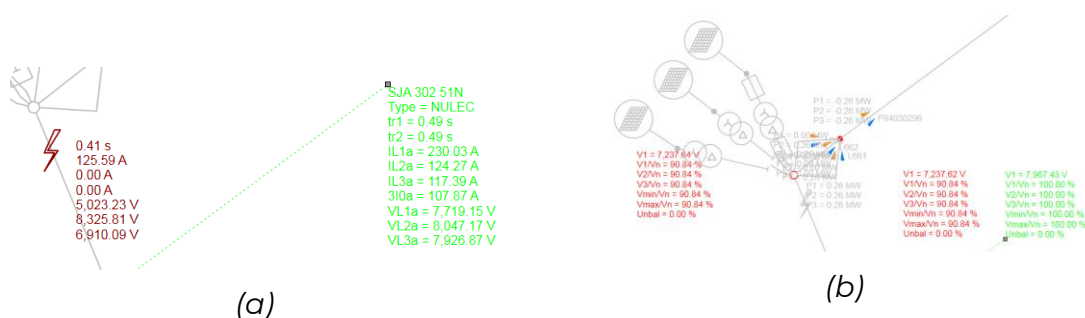 0.41 s
125.59 A
0.00 A
0.00 A
5,023.23 V
8,325.81 V
6,910.09 V
SJA 302 51N
Type = NULEC
tr1 = 0.49 s
tr2 = 0.49 s
IL1a = 230.03 A
IL2a = 124.27 A
IL3a = 117.39 A
3I0a = 107.87 A
VL1a = 7,719.15 V
VL2a = 8,047.17 V
VL3a = 7,926.87 V
(a)
P1 = -0.26 MW
P2 = -0.26 MW
P3 = -0.26 MW
P94030296
L662
L661
V1 = 7,237.64 V
V1/Vn = 90.84 %
V2/Vn = 90.84 %
V3/Vn = 90.84 %
Vmin/Vn = 90.84 %
Vmax/Vn = 90.84 %
Unbal = 0.00 %
P1 = 0.26 MW
P2 = 0.26 MW
P3 = 0.26 MW
V1 = 7,237.62 V
V1/Vn = 90.84 %
V2/Vn = 90.84 %
V3/Vn = 90.84 %
Vmin/Vn = 90.84 %
Vmax/Vn = 90.84 %
Unbal = 0.00 %
V1 = 7,967.43 V
V1/Vn = 100.00 %
V2/Vn = 100.00 %
V3/Vn = 100.00 %
Vmin/Vn = 100.00 %
Vmax/Vn = 100.00 %
Unbal = 0.00 %
(b)